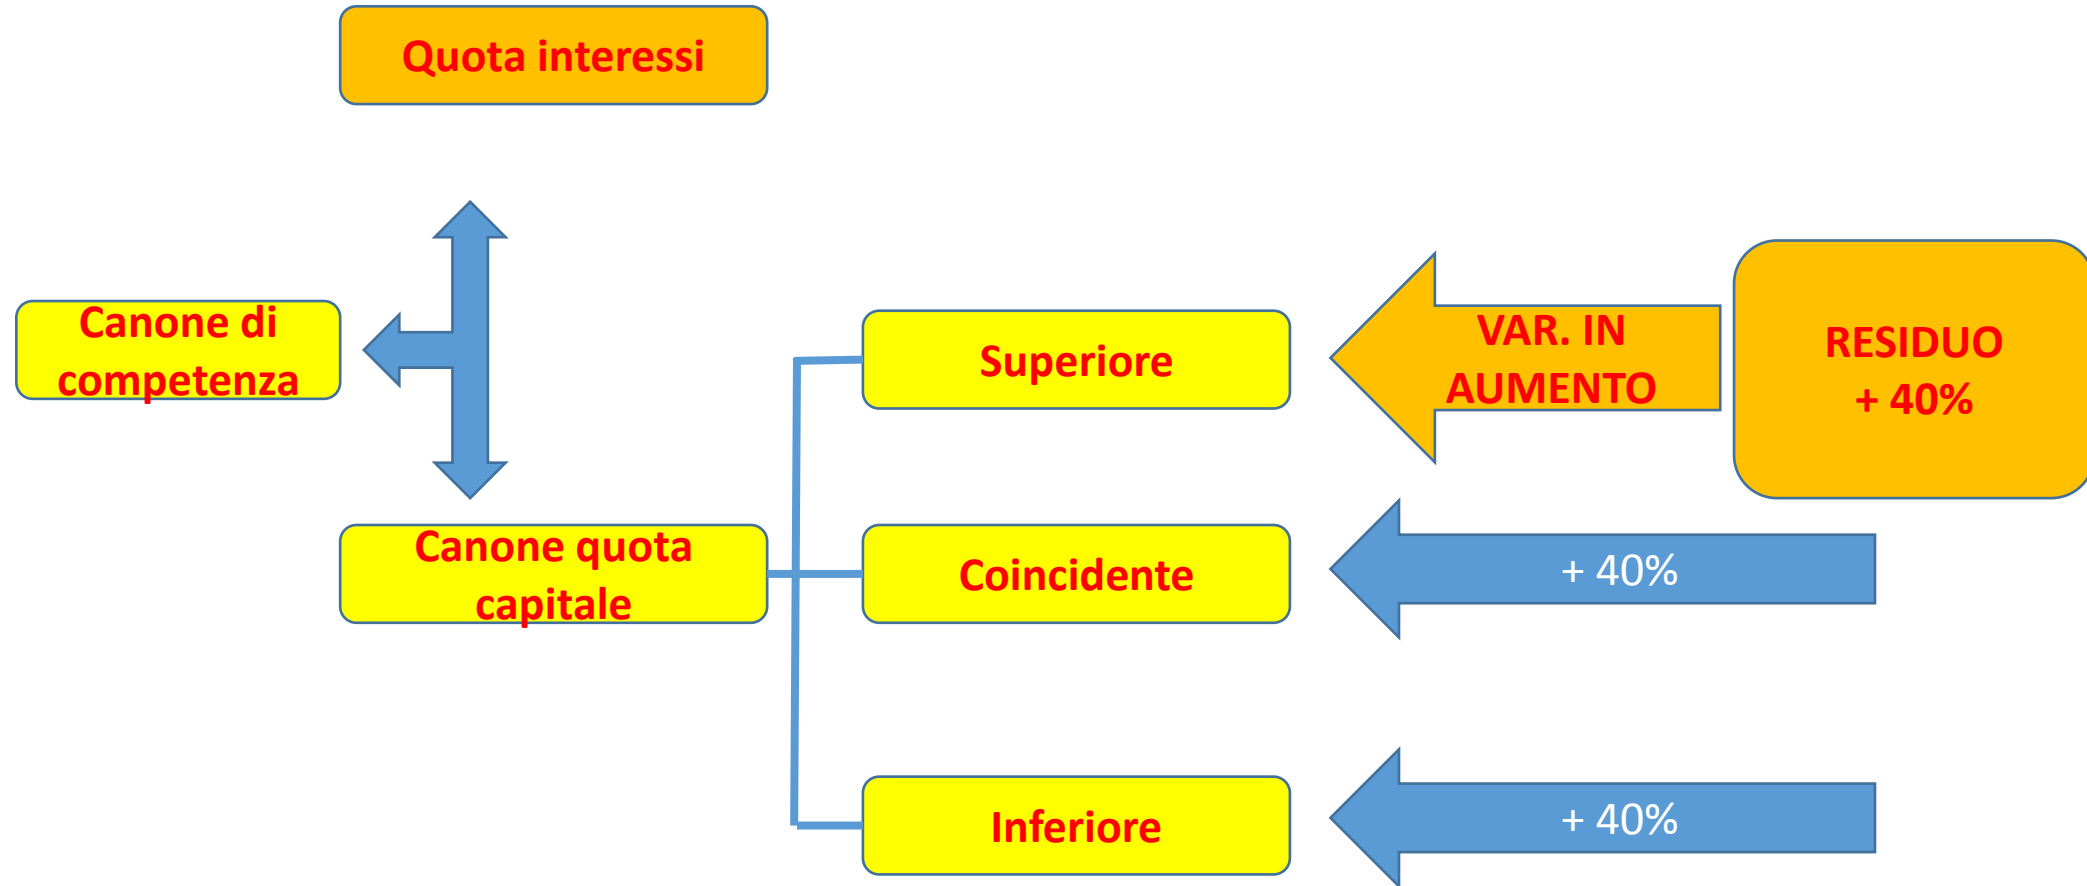 Quota interessi
Canone di
competenza
Superiore
VAR. IN
AUMENTO
RESIDUO
+ 40%
Canone quota
capitale
Coincidente
+ 40%
Inferiore
+ 40%